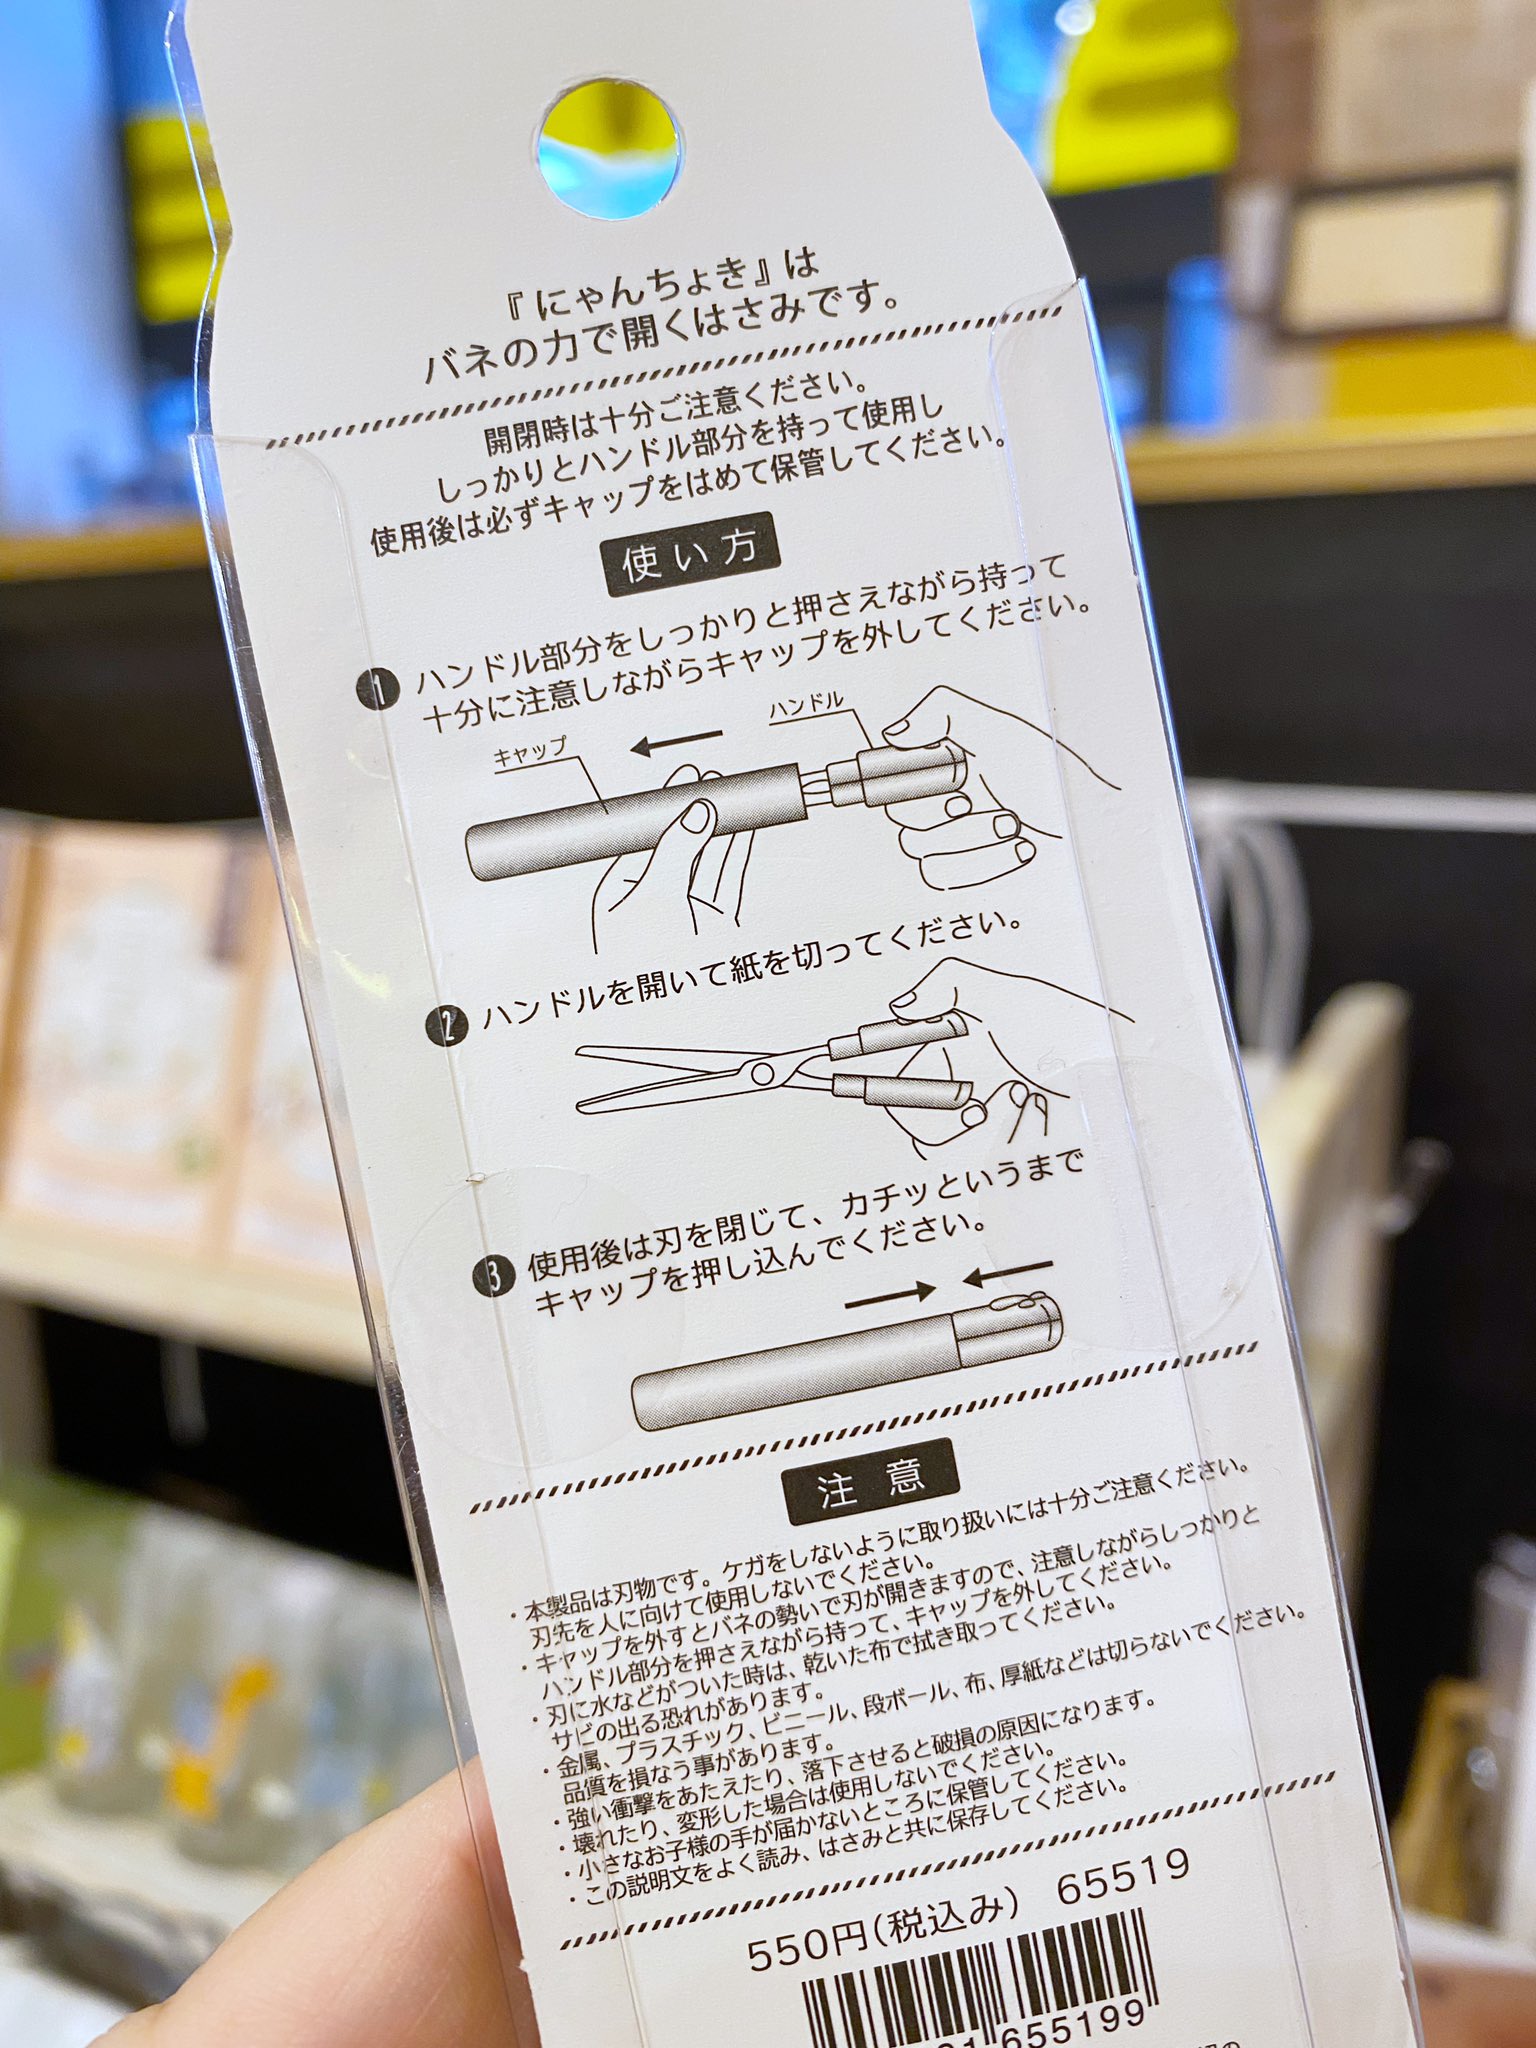 『にゃんちょき』は
バネの力で開くはさみです。
開閉時は十分ご注意ください。
しっかりとハンドル部分を持って使用し
使用後は必ずキャップをはめて保管してください。
使い方
1 ハンドル部分をしっかりと押さえながら持って
十分に注意しながらキャップを外してください。
キャップ
ハンドル
2 ハンドルを開いて紙を切ってください。
3 使用後は刃を閉じて、カチッというまで
キャップを押し込んでください。
注意
・本製品は刃物です。ケガをしないように取り扱いには十分ご注意ください。
刃先を人に向けて使用しないでください。
・キャップを外すとバネの勢いで刃が開きますので、注意しながらしっかりと
ハンドル部分を押さえながら持って、キャップを外してください。
・刃に水などがついた時は、乾いた布で拭き取ってください。
サビの出る恐れがあります。
・金属、プラスチック、ビニール、段ボール、布、厚紙などは切らないでください。
品質を損なう事があります。
・強い衝撃をあたえたり、落下させると破損の原因になります。
・壊れたり、変形した場合は使用しないでください。
・小さなお子様の手が届かないところに保管してください。
・この説明文をよく読み、はさみと共に保存してください。
550円(税込み) 65519
655199